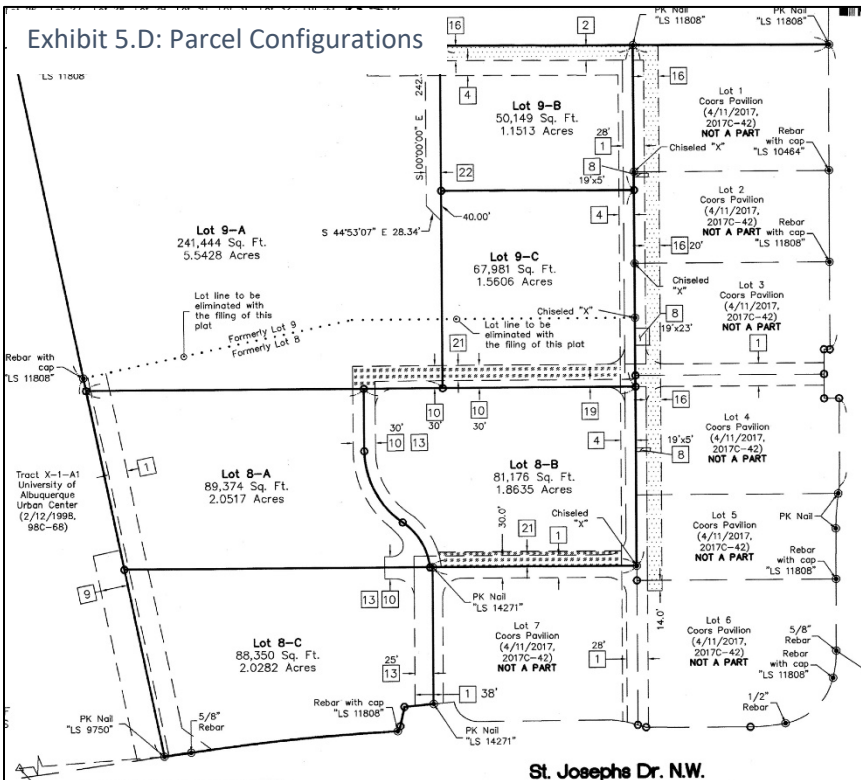 Exhibit 5.D: Parcel Configurations
16
2
PK Nail
"LS 11808"
PK Nail
"LS 11808"
"LS 11808"
4
S 00°00'00" E 242.
Lot 9-B
50,149 Sq. Ft.
1.1513 Acres
28'
1
16
Lot 1
Coors Pavilion
(4/11/2017,
2017C-42)
NOT A PART
Rebar
with cap
"LS 10464"
Chiseled "X"
22
8
19'x5'
Lot 2
Coors Pavilion
(4/11/2017,
2017C-42)
NOT A PART
Rebar
with cap
"LS 11808"
40.00'
4
S 44°53'07" E 28.34'
Lot 9-A
241,444 Sq. Ft.
5.5428 Acres
Lot 9-C
67,981 Sq. Ft.
1.5606 Acres
16
20'
Chiseled
"X"
Lot 3
Coors Pavilion
(4/11/2017,
2017C-42)
NOT A PART
Lot line to be
eliminated with
the filing of this
plat
Formerly Lot 9
Formerly Lot 8
Chiseled "X"
Lot line to be
eliminated with
the filing of this plat
8
19'x23'
1
21
Rebar with
cap
"LS 11808"
10
30'
10
30'
19
16
30'
10
13
4
19'x5'
8
Lot 4
Coors Pavilion
(4/11/2017,
2017C-42)
NOT A PART
1
Tract X-1-A1
University of
Albuquerque
Urban Center
(2/12/1998,
98C-68)
Lot 8-A
89,374 Sq. Ft.
2.0517 Acres
Lot 8-B
81,176 Sq. Ft.
1.8635 Acres
30.0'
21
1
Chiseled
"X"
Lot 5
Coors Pavilion
(4/11/2017,
2017C-42)
NOT A PART
PK Nail
Rebar
with cap
"LS 11808"
9
13
10
PK Nail
"LS 14271"
14.0'
Lot 8-C
88,350 Sq. Ft.
2.0282 Acres
25'
13
Lot 7
Coors Pavilion
(4/11/2017,
2017C-42)
NOT A PART
28'
1
Lot 6
Coors Pavilion
(4/11/2017,
2017C-42)
NOT A PART
5/8"
Rebar
Rebar
with cap
"LS 11808"
1
38'
Rebar with cap
"LS 11808"
PK Nail
"LS 9750"
5/8"
Rebar
PK Nail
"LS 14271"
1/2"
Rebar
St. Josephs Dr. N.W.